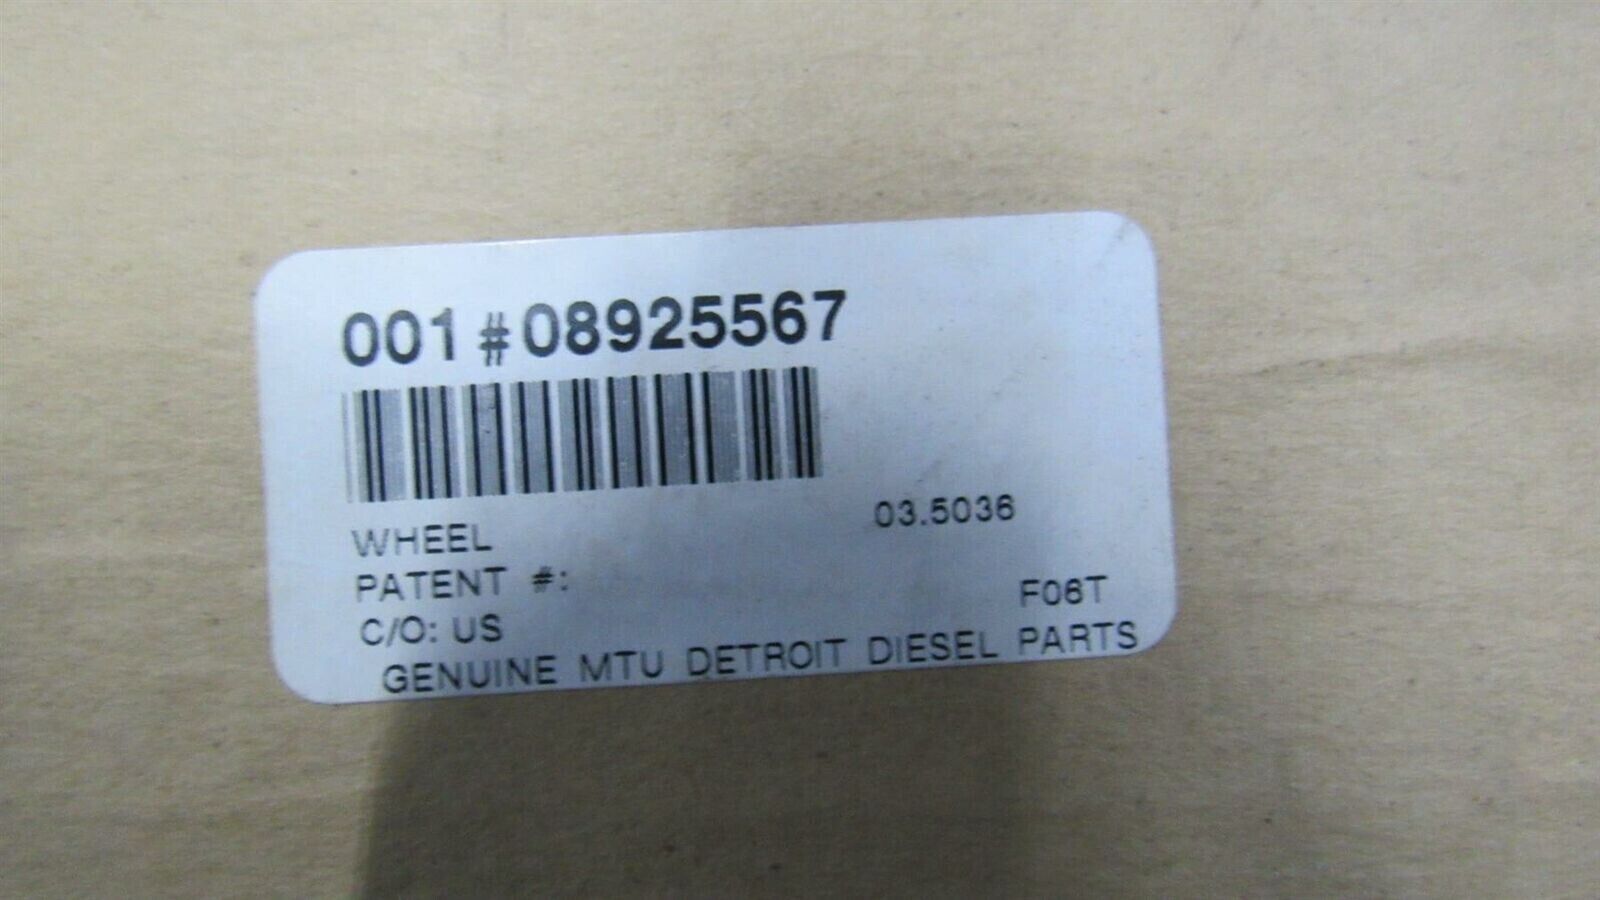 001#08925567
WHEEL 03.5036
PATENT #:
F06T
C/O: US
GENUINE MTU DETROIT DIESEL PARTS